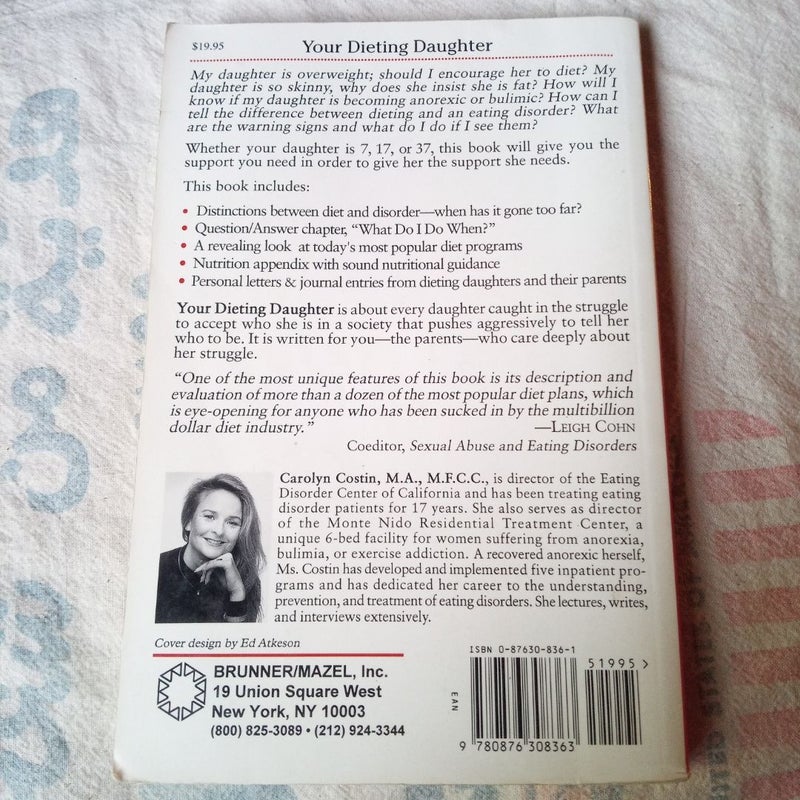 $19.95
Your Dieting Daughter
My daughter is overweight; should I encourage her to diet? My
daughter is so skinny, why does she insist she is fat? How will I
know if my daughter is becoming anorexic or bulimic? How can I
tell the difference between dieting and an eating disorder? What
are the warning signs and what do I do if I see them?
Whether your daughter is 7, 17, or 37, this book will give you the
support you need in order to give her the support she needs.
This book includes:
• Distinctions between diet and disorder—when has it gone too far?
• Question/Answer chapter, “What Do I Do When?”
• A revealing look at today's most popular diet programs
• Nutrition appendix with sound nutritional guidance
• Personal letters & journal entries from dieting daughters and their parents
Your Dieting Daughter is about every daughter caught in the struggle
to accept who she is in a society that pushes aggressively to tell her
who to be. It is written for you—the parents—who care deeply about
her struggle.
“One of the most unique features of this book is its description and
evaluation of more than a dozen of the most popular diet plans, which
is eye-opening for anyone who has been sucked in by the multibillion
dollar diet industry.” —LEIGH COHN
Coeditor, Sexual Abuse and Eating Disorders
Carolyn Costin, M.A., M.F.C.C., is director of the Eating
Disorder Center of California and has been treating eating
disorder patients for 17 years. She also serves as director
of the Monte Nido Residential Treatment Center, a
unique 6-bed facility for women suffering from anorexia,
bulimia, or exercise addiction. A recovered anorexic herself,
Ms. Costin has developed and implemented five inpatient pro-
grams and has dedicated her career to the understanding,
prevention, and treatment of eating disorders. She lectures, writes,
and interviews extensively.
Cover design by Ed Atkeson
BRUNNER/MAZEL, Inc.
19 Union Square West
New York, NY 10003
(800) 825-3089 • (212) 924-3344
ISBN 0-87630-836-1
51995 >
EAN
9 780876 308363